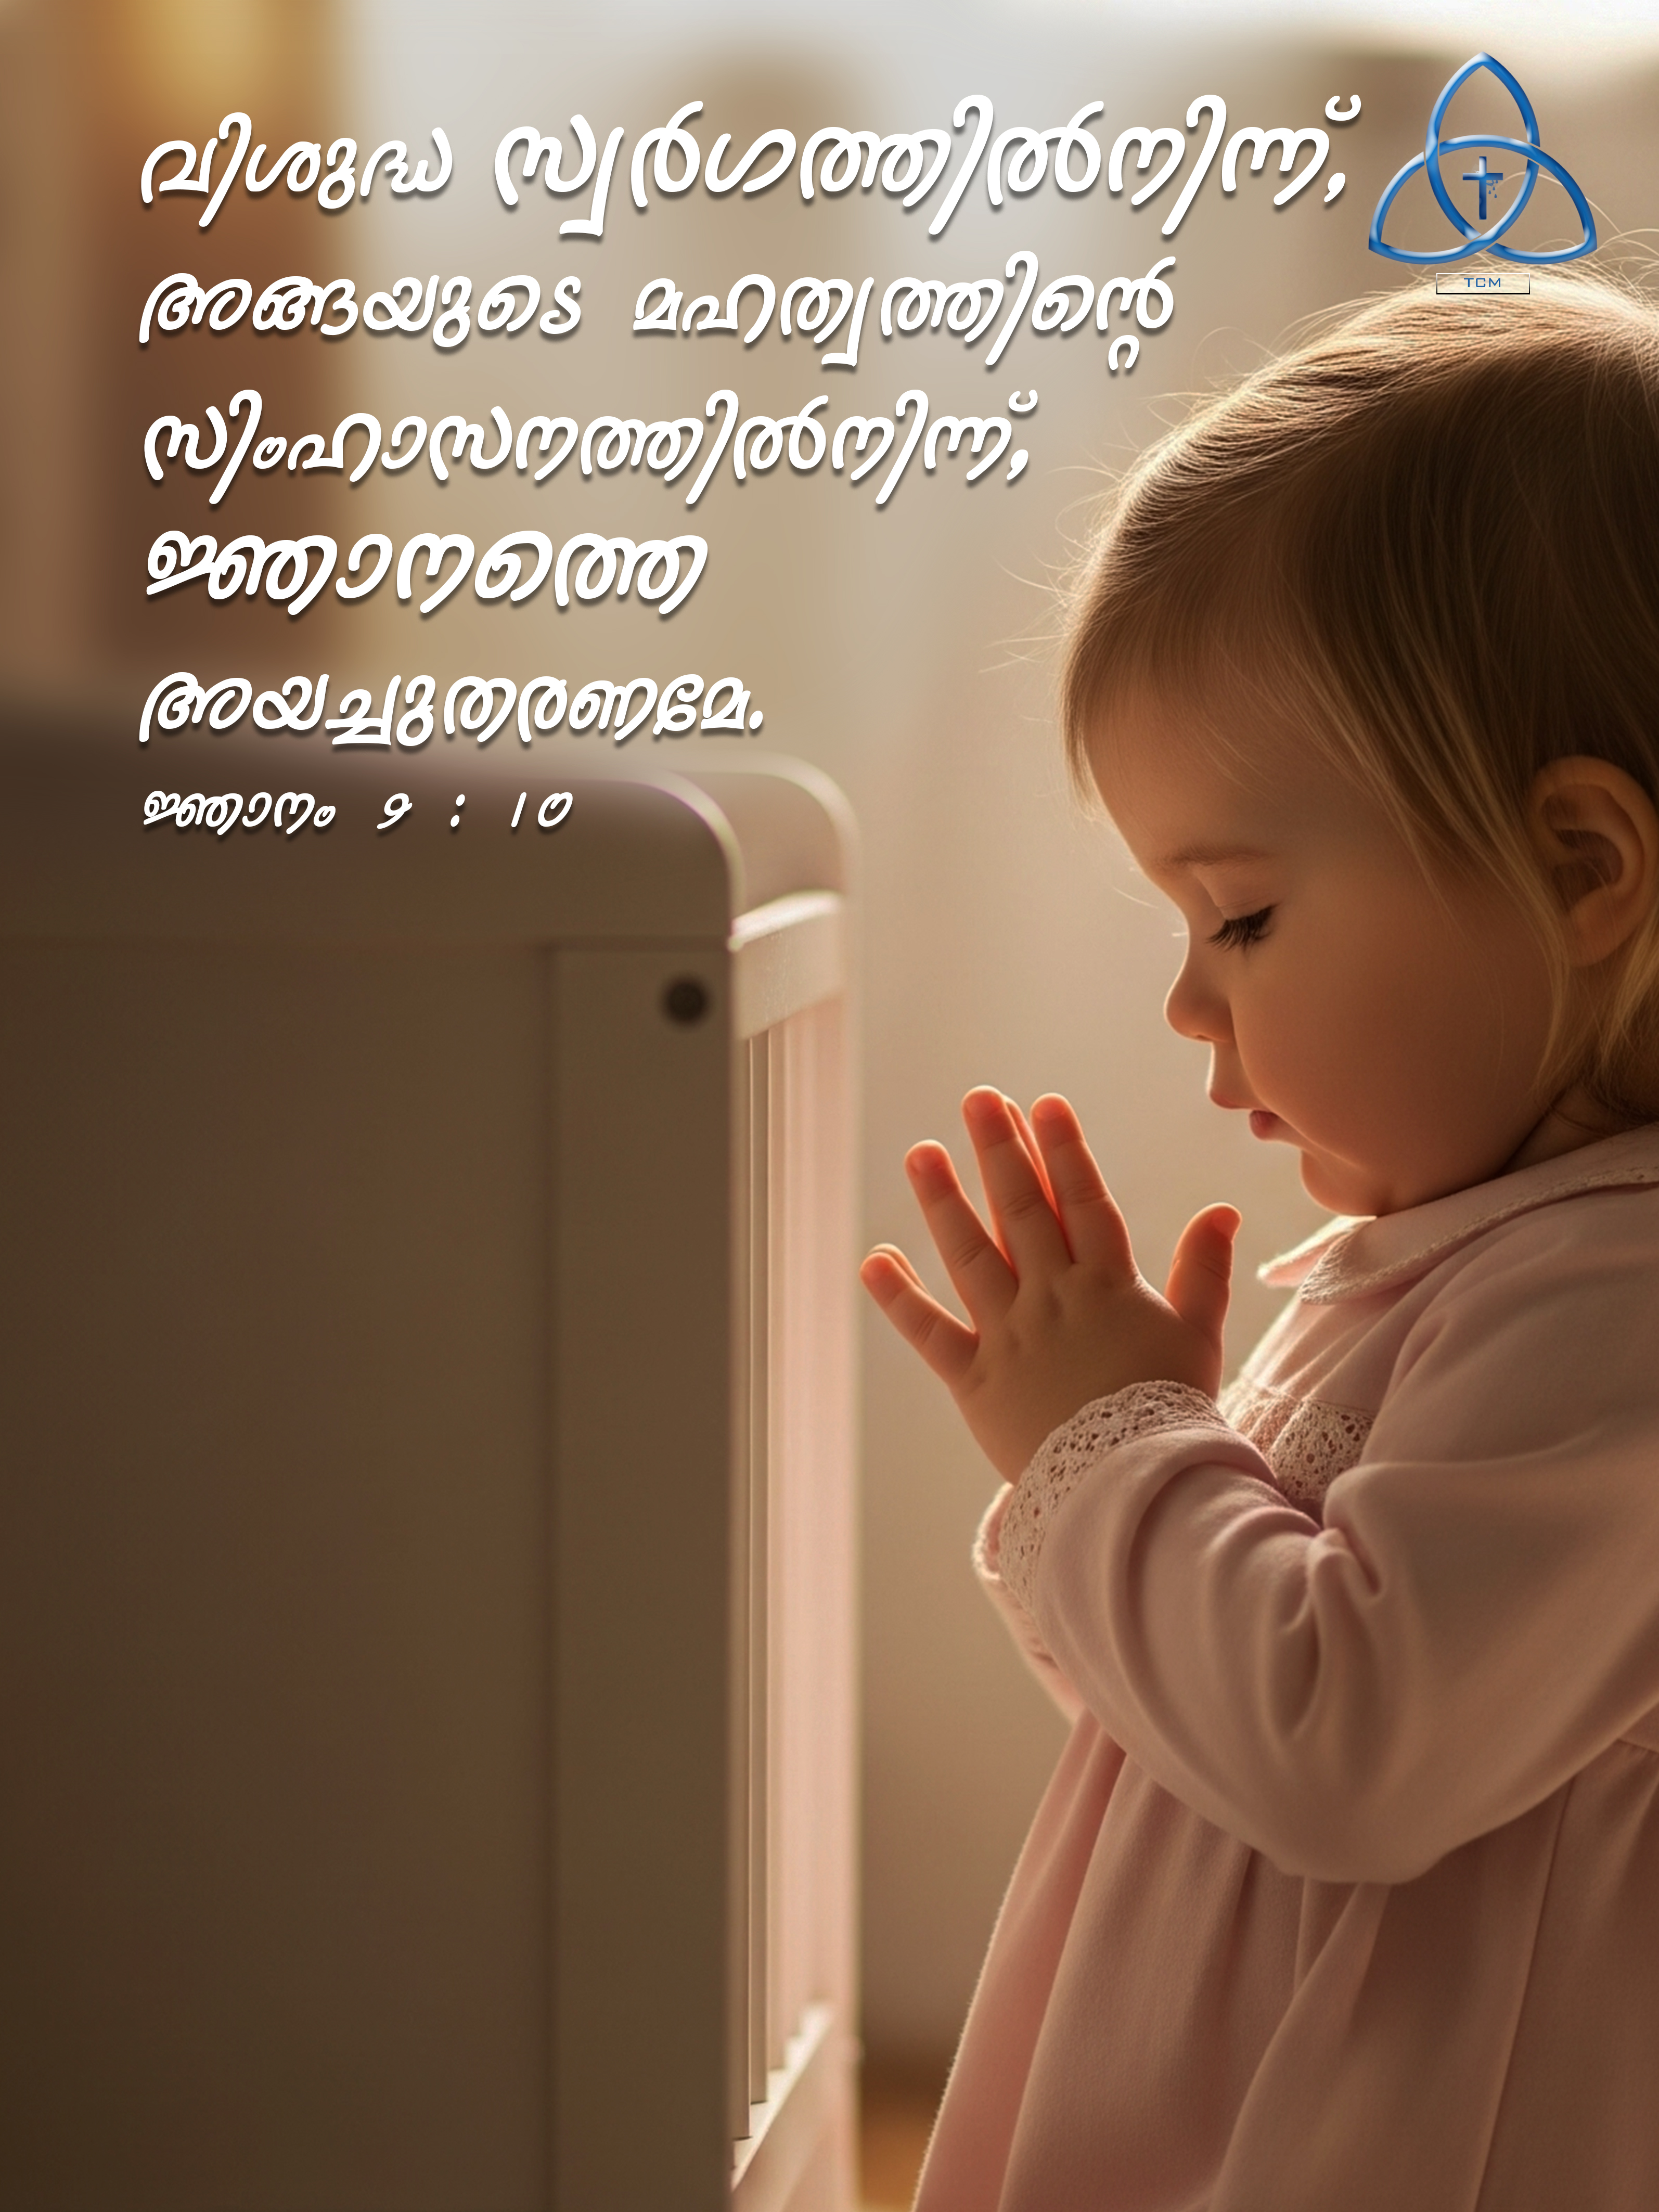 വിശുദ്ധ സ്വർഗത്തിൽനിന്ന്,
TCM
അങ്ങയുടെ മഹത്വത്തിന്റെ
സിംഹാസനത്തിൽനിന്ന്,
ജ്ഞാനത്തെ
അയച്ചുതരണമേ.
ജ്ഞാനം 9 : 10